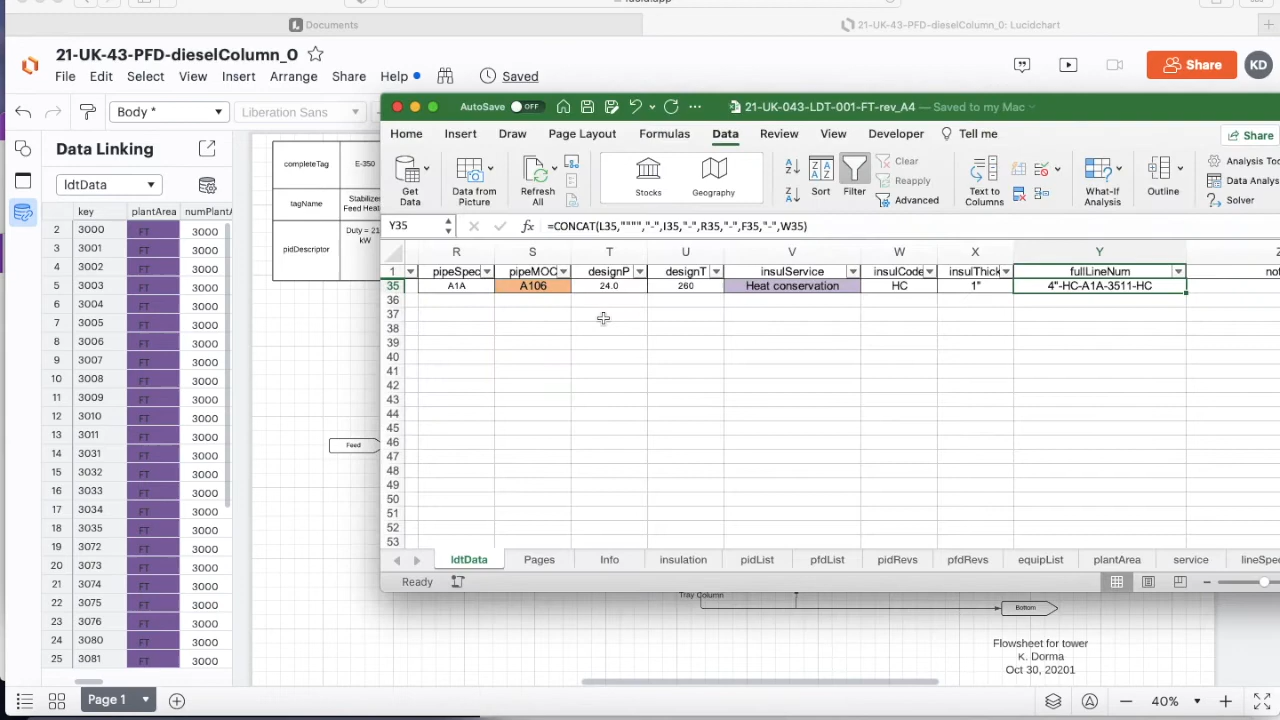 Documents
21-UK-43-PFD-dieselColumn_0: Lucidchart
21-UK-43-PFD-dieselColumn_0
File Edit Select View Insert Arrange Share Help
Saved
Share
KD
Body *
Liberation Sans
Data Linking
ldtData
key plantArea
2 3000 FT 3000
3 3001 FT 3000
4 3002 FT 3000
5 3003 FT 3000
6 3004 FT 3000
7 3005 FT 3000
8 3006 FT 3000
9 3007 FT 3000
10 3008 FT 3000
11 3009 FT 3000
12 3010 FT 3000
13 3011 FT 3000
14 3031 FT 3000
15 3032 FT 3000
16 3033 FT 3000
17 3034 FT 3000
18 3035 FT 3000
19 3072 FT 3000
20 3073 FT 3000
21 3074 FT 3000
22 3075 FT 3000
23 3076 FT 3000
24 3080 FT 3000
25 3081 FT 3000
completeTag E-350
tagName
Feed
pidDescriptor
Duty =
kW
Feed
AutoSave OFF
21-UK-043-LDT-001-FT-rev_A4 — Saved to my Mac
Home Insert Draw Page Layout Formulas Data Review View Developer Tell me
Share
Get Data
Data from Picture
Refresh All
Stocks
Geography
Sort
Filter
Clear
Reapply
Advanced
Text to Columns
What-If Analysis
Outline
Solver
Y35
fx =CONCAT(L35,"""","-",I35,"-",R35,"-",F35,"-",W35)
R S T U V W X Y
1 pipeSpec pipeMOC designP designT insulService insulCode insulThick fullLineNum
35 A1A A106 24.0 260 Heat conservation HC 1" 4"-HC-A1A-3511-HC
36
37
38
39
40
41
42
43
44
45
46
47
48
49
50
51
52
53
ldtData Pages Info insulation pidList pfdList pidRevs pfdRevs equipList plantArea service
Ready
Tray Column
Bottom
Flowsheet for tower
K. Dorma
Oct 30, 20201
Page 1
40%